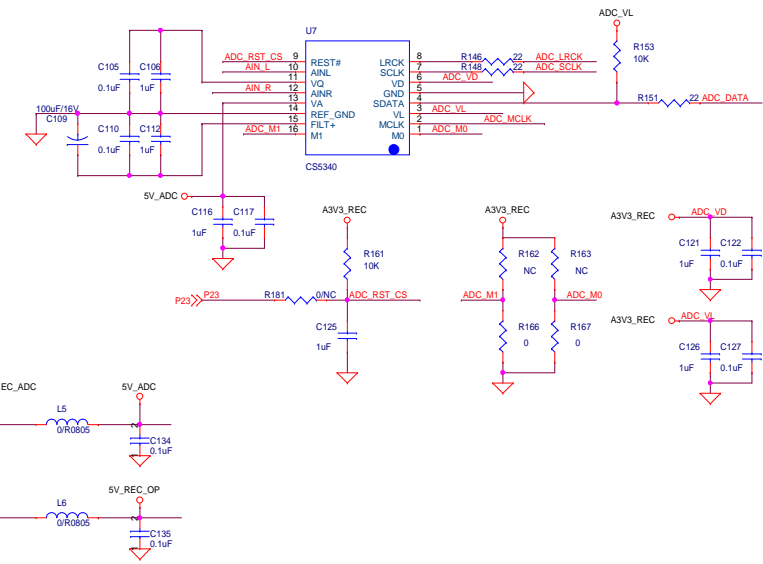 ADC_VL
U7
R153
10K
C105
0.1uF
C106
1uF
ADC_RST_CS 9 REST# LRCK 8 R146 22 ADC_LRCK
AIN_L 10 AINL SCLK 7 R148 22 ADC_SCLK
11 VQ VD 6 ADC_VD
AIN_R 12 AINR GND 5
13 VA SDATA 4 R151 22 ADC_DATA
14 REF_GND VL 3 ADC_VL
15 FILT+ MCLK 2 ADC_MCLK
ADC_M1 16 M1 M0 1 ADC_M0
CS5340
100uF/16V
C109
C110
0.1uF
C112
1uF
5V_ADC
C116
1uF
C117
0.1uF
A3V3_REC
R161
10K
P23 P23 R181 0/NC ADC_RST_CS
C125
1uF
A3V3_REC
R162
NC
R163
NC
ADC_M1 ADC_M0
R166
0
R167
0
A3V3_REC ADC_VD
C121
1uF
C122
0.1uF
A3V3_REC ADC_VL
C126
1uF
C127
0.1uF
EC_ADC 5V_ADC
L5
0/R0805
2
C134
0.1uF
1
5V_REC_OP
L6
0/R0805
2
C135
0.1uF
1